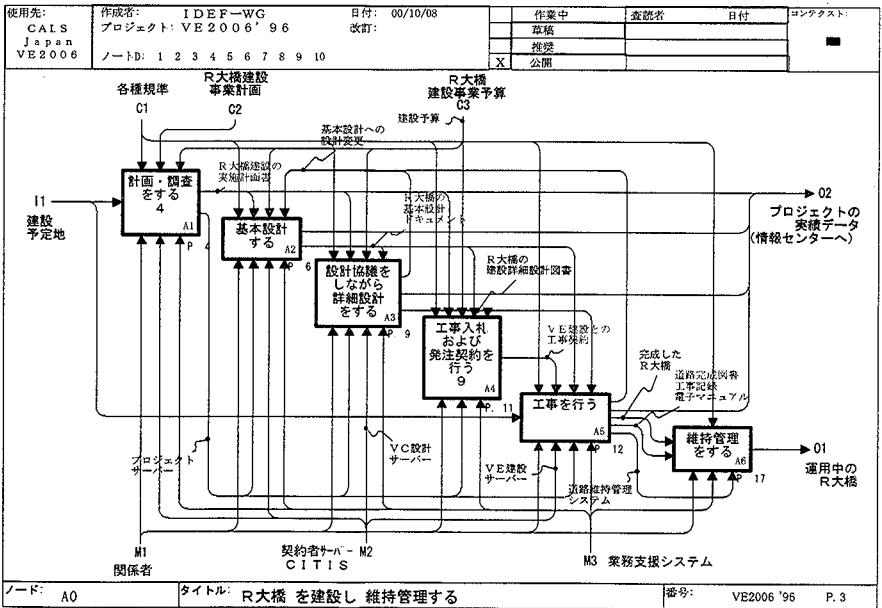 使用先:
CALS
Japan
VE2006
作成者: IDEF-WG
プロジェクト: VE2006'96
日付: 00/10/08
改訂:
ノートD: 1 2 3 4 5 6 7 8 9 10
作業中
草稿
推奨
X 公開
査読者 日付
コンテクスト:
各種規準
C1
R大橋建設
事業計画
C2
R大橋
建設事業予算
C3
建設予算
基本設計への
設計変更
I1
建設
予定地
計画・調査
をする
4
A1
P. 4
R大橋建設の
実施計画書
基本設計
する
A2
P. 6
R大橋の
基本設計
ドキュメント
設計協議を
しながら
詳細設計
をする
A3
P. 9
R大橋の
建設詳細設計図書
工事入札
および
発注契約を
行う
9
A4
P. 11
VE建設との
工事契約
工事を行う
A5
P. 12
完成した
R大橋
道路完成図書
工事記録
電子マニュアル
維持管理
をする
A6
P. 17
O2
プロジェクトの
実績データ
(情報センターへ)
O1
運用中の
R大橋
プロジェクト
サーバー
VC設計
サーバー
VE建設
サーバー
道路維持管理
システム
M1
関係者
契約者サーバー M2
CITIS
M3 業務支援システム
ノード: A0
タイトル: R大橋 を建設し 維持管理する
番号: VE2006 '96 P. 3